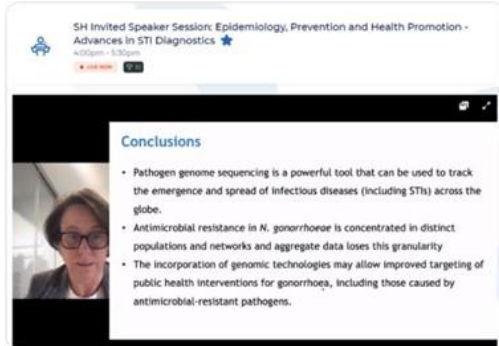 SH Invited Speaker Session: Epidemiology, Prevention and Health Promotion -
Advances in STI Diagnostics
4:00pm - 5:30pm
LIVE NOW
Conclusions
• Pathogen genome sequencing is a powerful tool that can be used to track
the emergence and spread of infectious diseases (including STIs) across the
globe.
• Antimicrobial resistance in N. gonorrhoeae is concentrated in distinct
populations and networks and aggregate data loses this granularity
• The incorporation of genomic technologies may allow improved targeting of
public health interventions for gonorrhoea, including those caused by
antimicrobial-resistant pathogens.